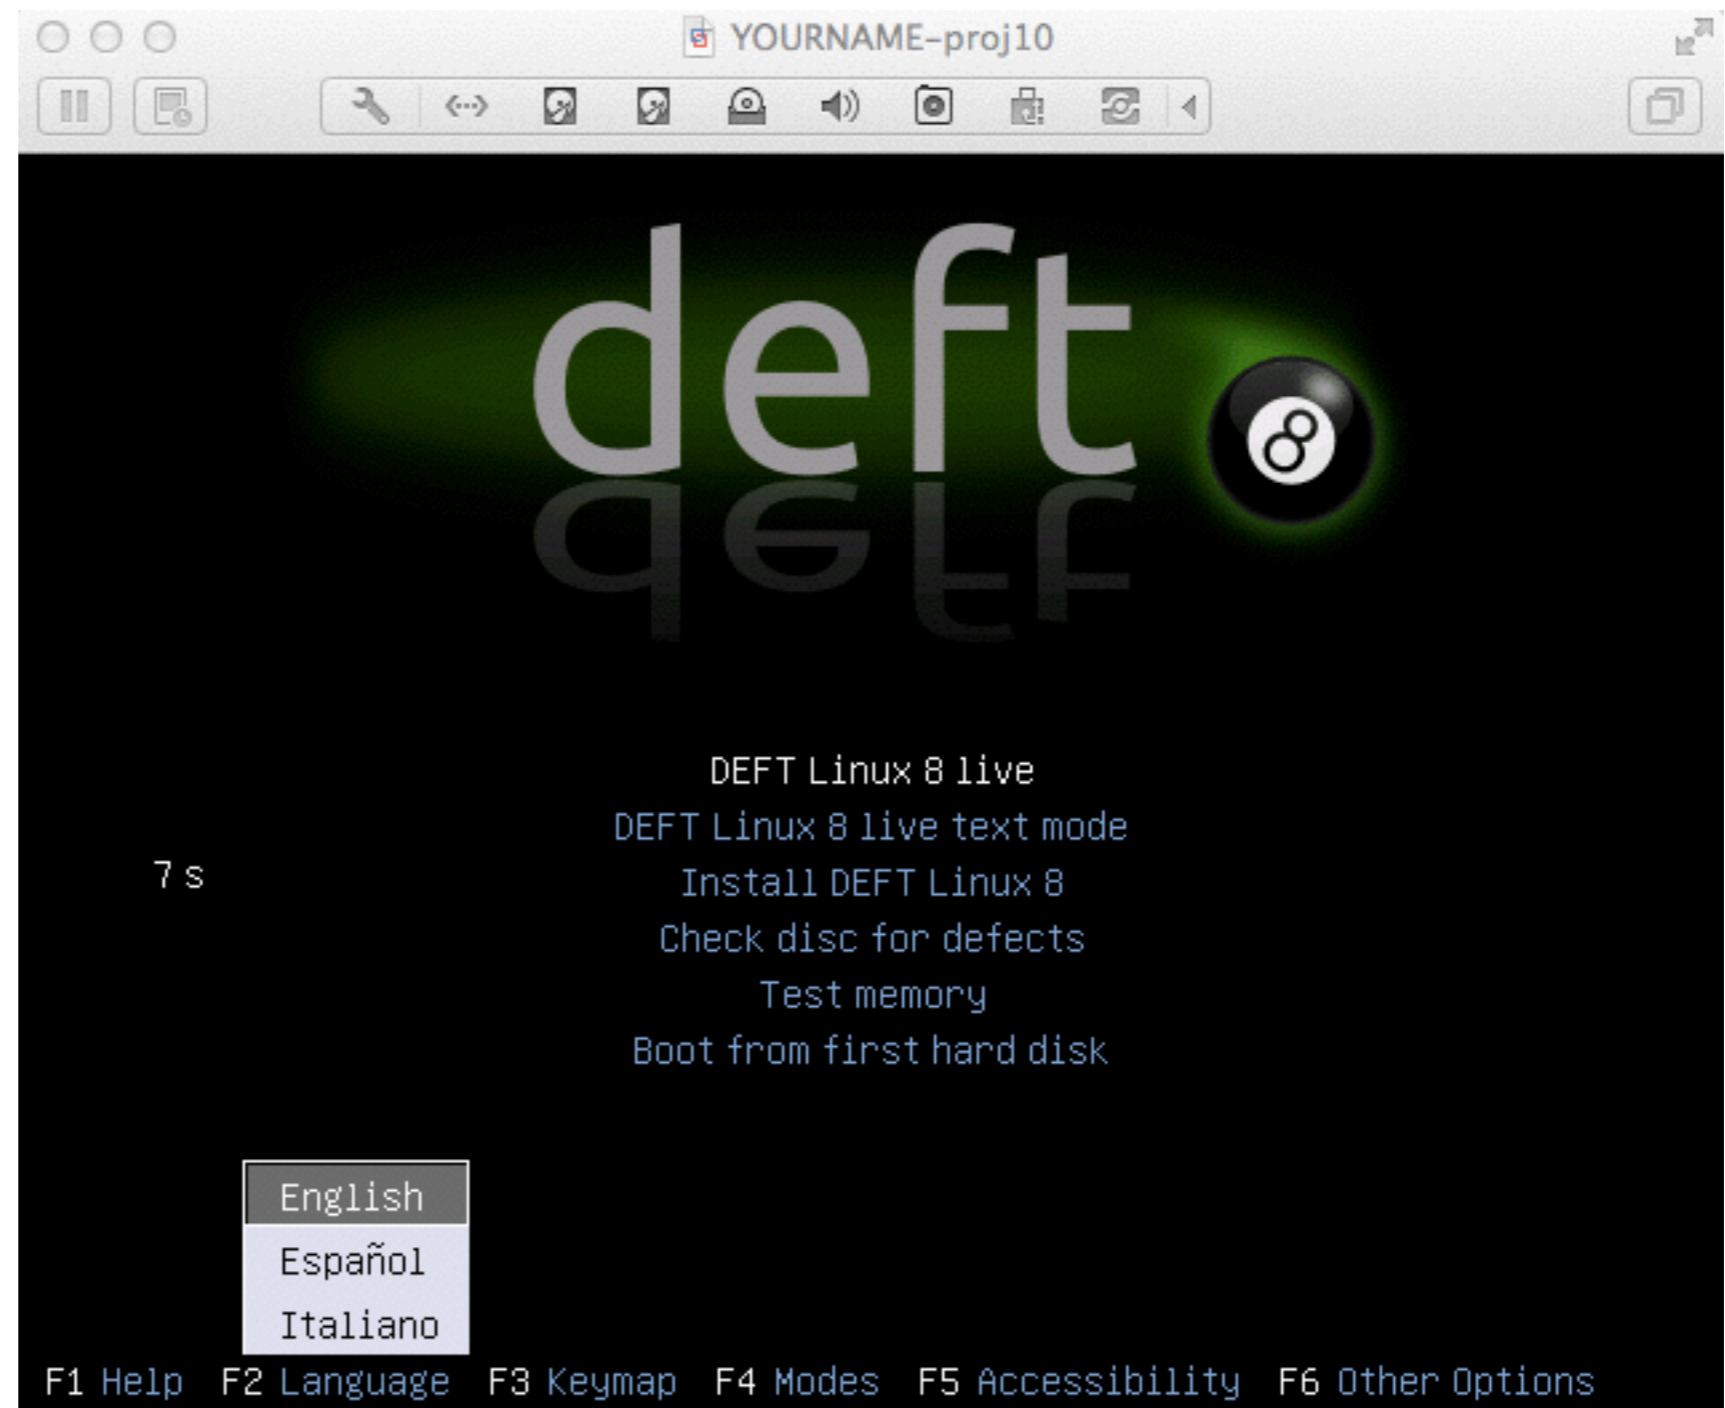 YOURNAME-proj10
deft
8
DEFT Linux 8 live
DEFT Linux 8 live text mode
7 s
Install DEFT Linux 8
Check disc for defects
Test memory
Boot from first hard disk
English
Español
Italiano
F1 Help F2 Language F3 Keymap F4 Modes F5 Accessibility F6 Other Options